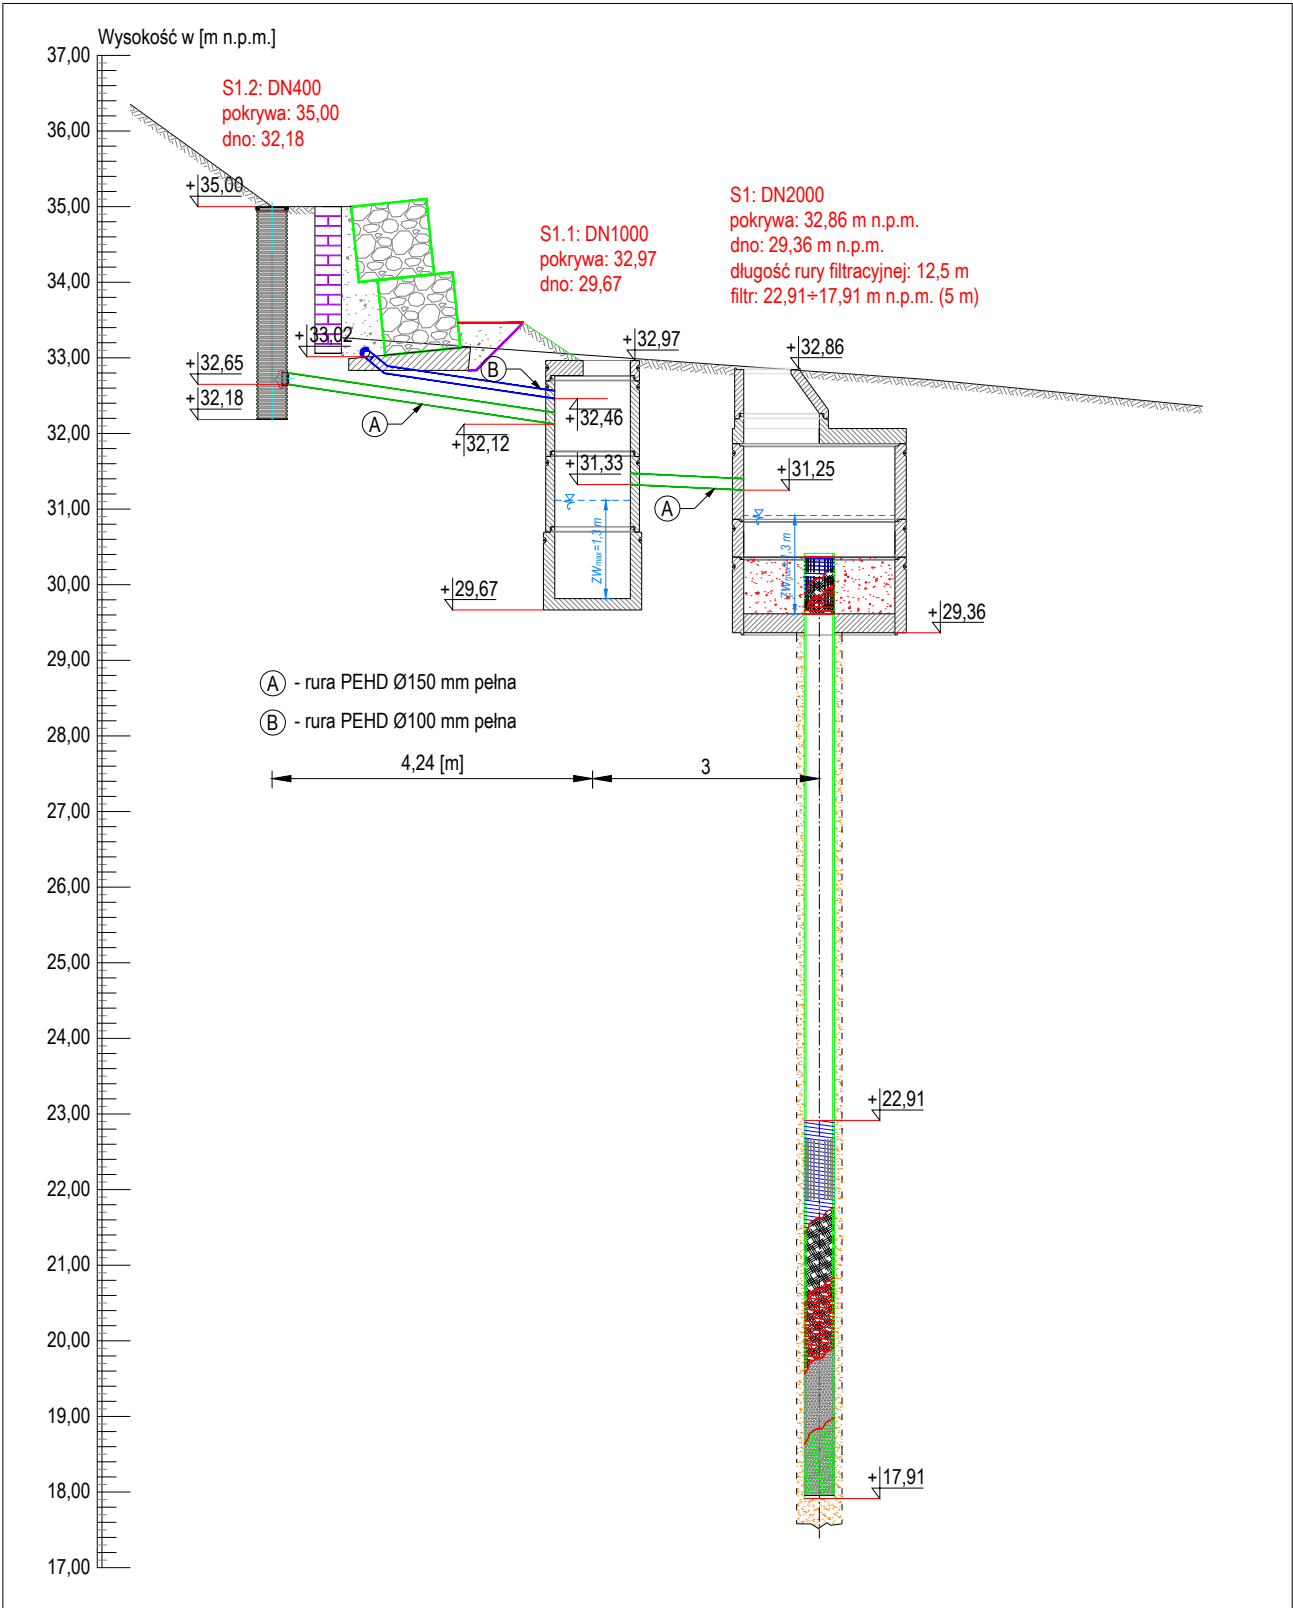 Wysokość w [m n.p.m.]
37,00
36,00
35,00
34,00
33,00
32,00
31,00
30,00
29,00
28,00
27,00
26,00
25,00
24,00
23,00
22,00
21,00
20,00
19,00
18,00
17,00
S1.2: DN400
pokrywa: 35,00
dno: 32,18
+35,00
S1.1: DN1000
pokrywa: 32,97
dno: 29,67
S1: DN2000
pokrywa: 32,86 m n.p.m.
dno: 29,36 m n.p.m.
długość rury filtracyjnej: 12,5 m
filtr: 22,91÷17,91 m n.p.m. (5 m)
+33,02
+32,97
+32,86
+32,65
+32,18
B
A
+32,46
+32,12
+31,33
+31,25
A
ZWmax=1,3 m
ZWmax=1,3 m
+29,67
+29,36
A - rura PEHD Ø150 mm pełna
B - rura PEHD Ø100 mm pełna
4,24 [m]
3
+22,91
+17,91